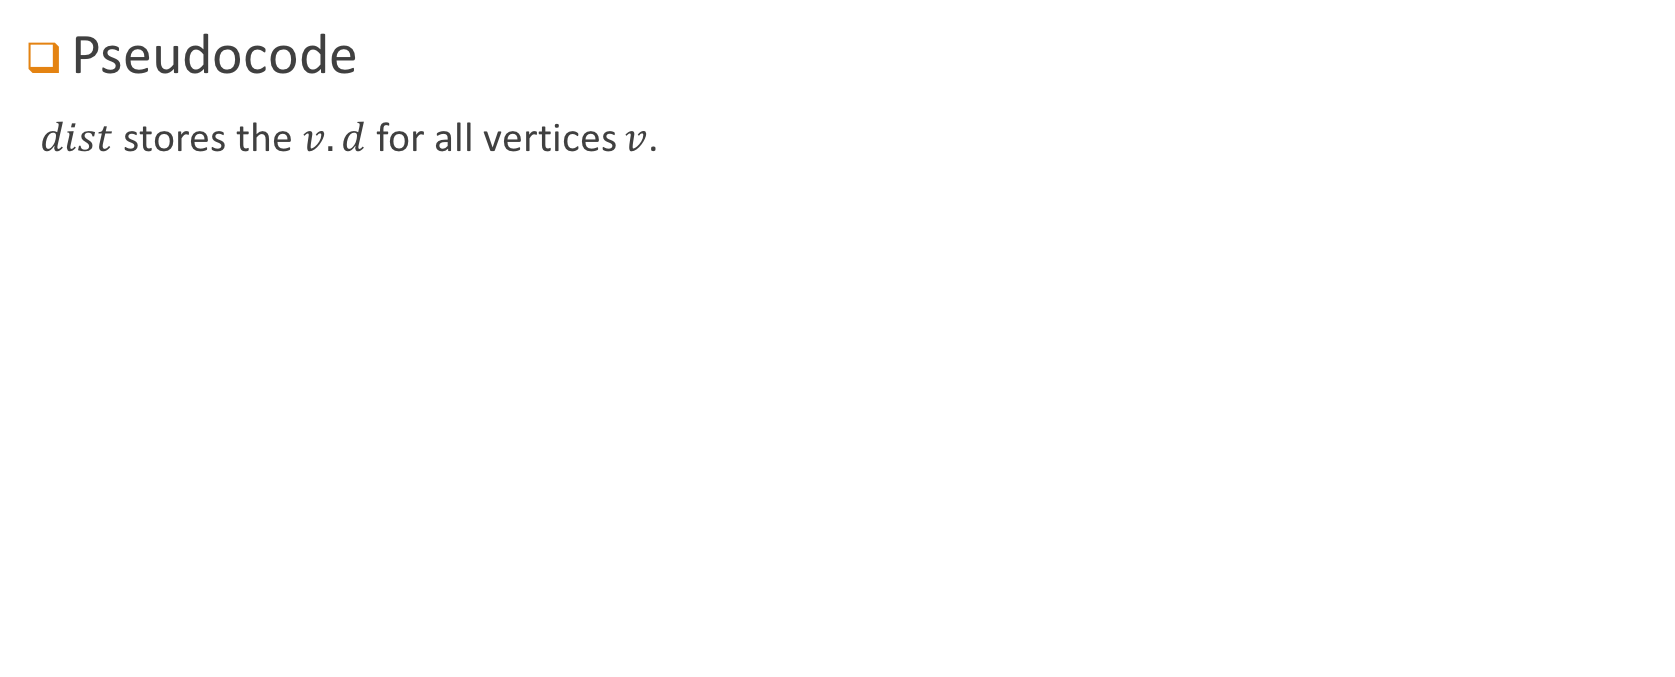 ❑ Pseudocode
dist stores the v.d for all vertices v.